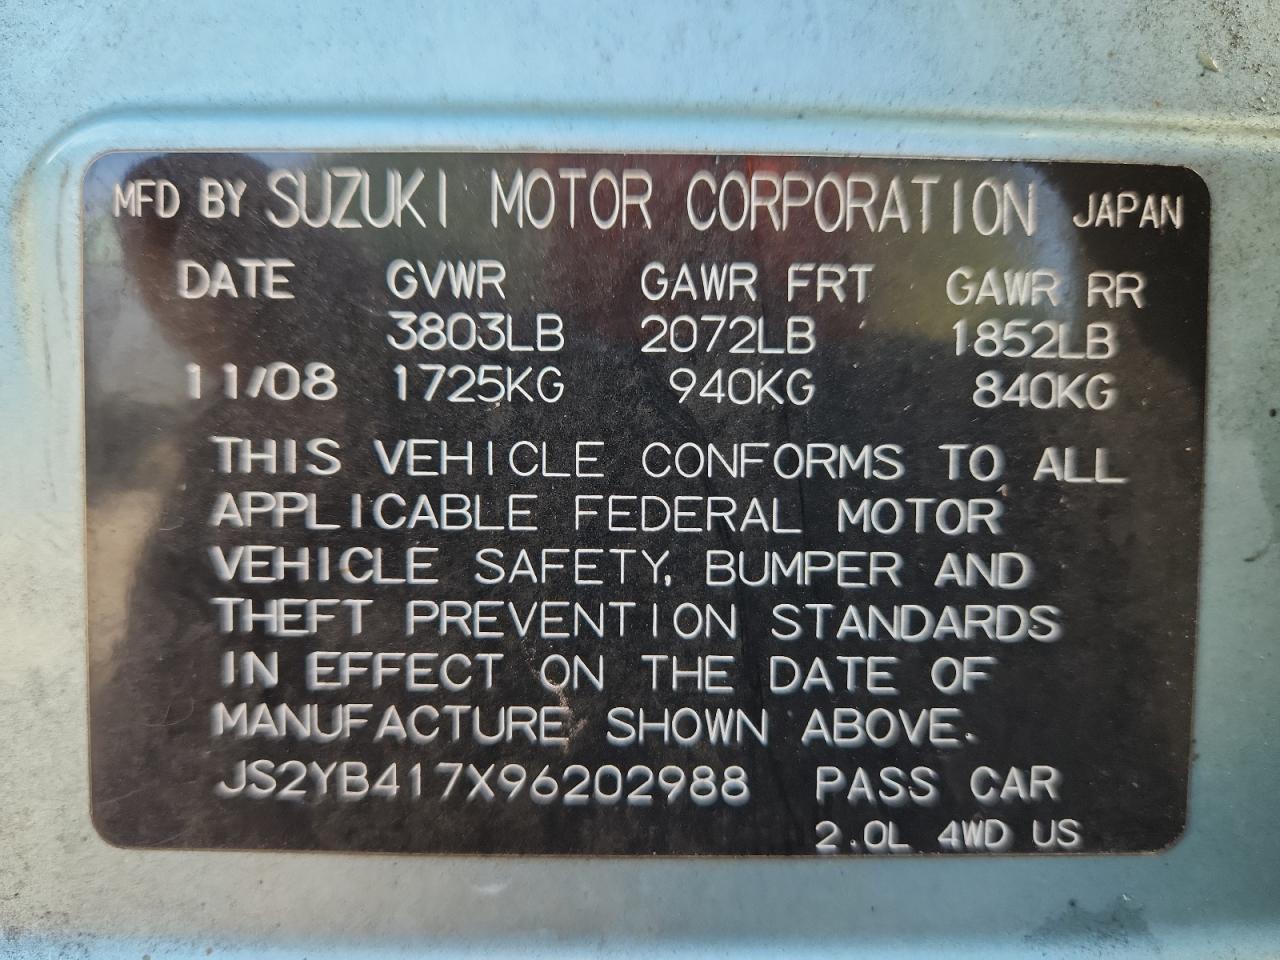 MFD BY SUZUKI MOTOR CORPORATION JAPAN
DATE GVWR GAWR FRT GAWR RR
3803LB 2072LB 1852LB
11/08 1725KG 940KG 840KG
THIS VEHICLE CONFORMS TO ALL
APPLICABLE FEDERAL MOTOR
VEHICLE SAFETY, BUMPER AND
THEFT PREVENTION STANDARDS
IN EFFECT ON THE DATE OF
MANUFACTURE SHOWN ABOVE.
JS2YB417X96202988 PASS CAR
2.0L 4WD US